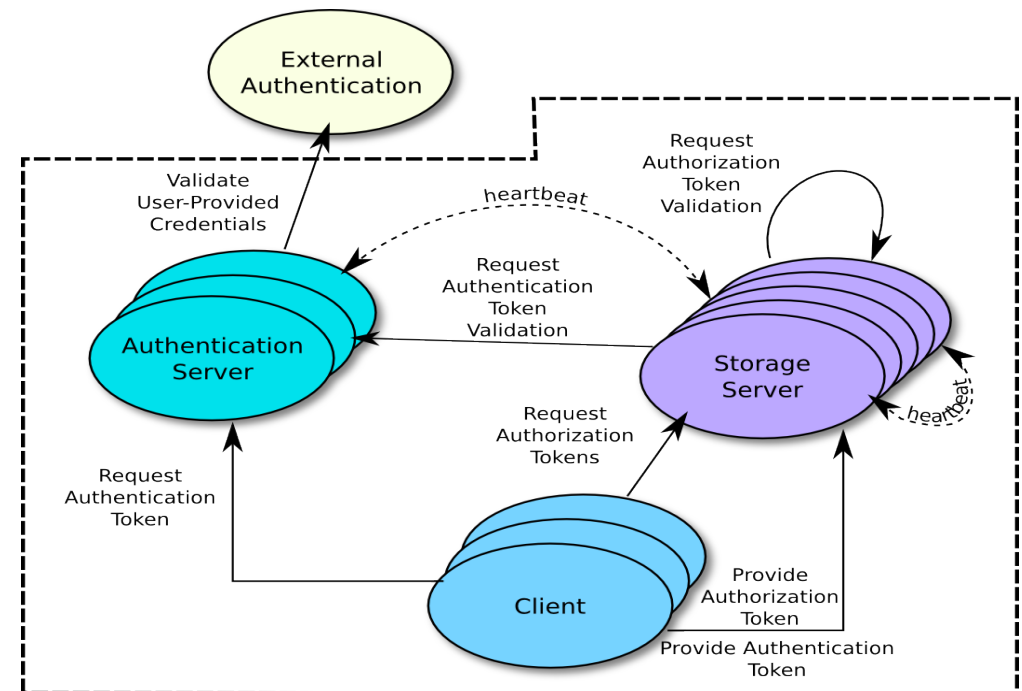 External
Authentication
Request
Authorization
Token
Validation
Validate
User-Provided
Credentials
heartbeat
Request
Authentication
Token
Validation
Authentication
Server
Storage
Server
heartbeat
Request
Authorization
Tokens
Request
Authentication
Token
Client
Provide
Authorization
Token
Provide Authentication
Token